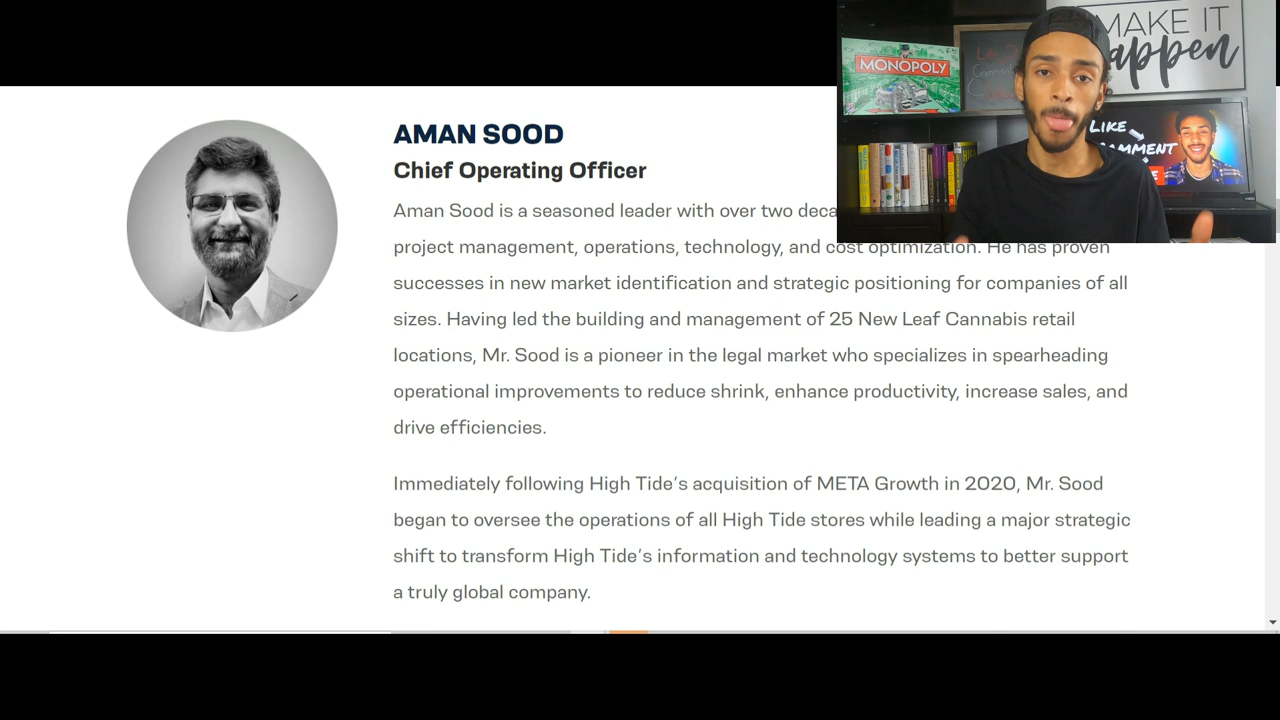 AMAN SOOD
Chief Operating Officer
Aman Sood is a seasoned leader with over two
project management, operations, technology, and cost optimization. He has proven
successes in new market identification and strategic positioning for companies of all
sizes. Having led the building and management of 25 New Leaf Cannabis retail
locations, Mr. Sood is a pioneer in the legal market who specializes in spearheading
operational improvements to reduce shrink, enhance productivity, increase sales, and
drive efficiencies.
Immediately following High Tide's acquisition of META Growth in 2020, Mr. Sood
began to oversee the operations of all High Tide stores while leading a major strategic
shift to transform High Tide's information and technology systems to better support
a truly global company.
MAKE IT
MONOPOLY
LIKE